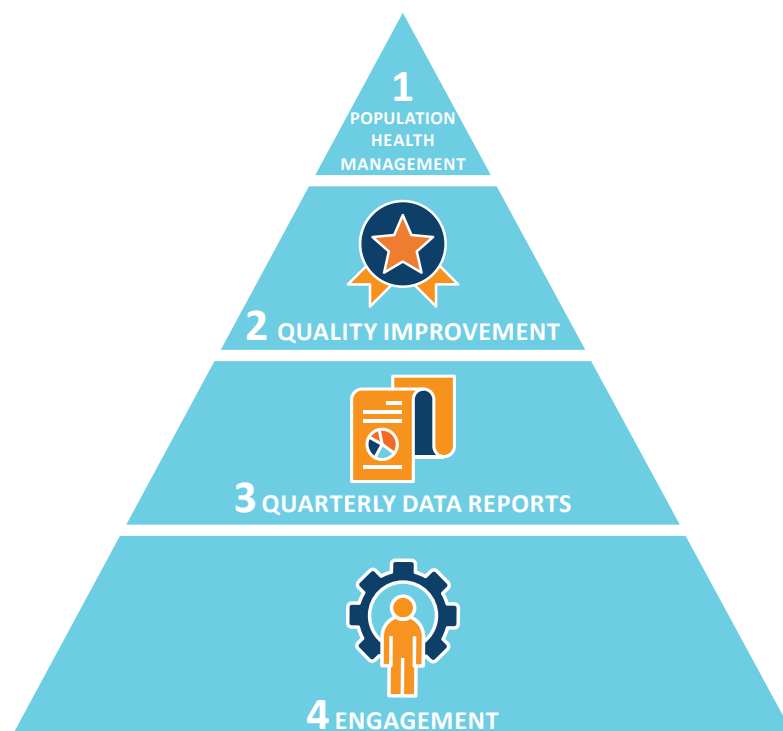 1
POPULATION
HEALTH
MANAGEMENT
2 QUALITY IMPROVEMENT
3 QUARTERLY DATA REPORTS
4 ENGAGEMENT